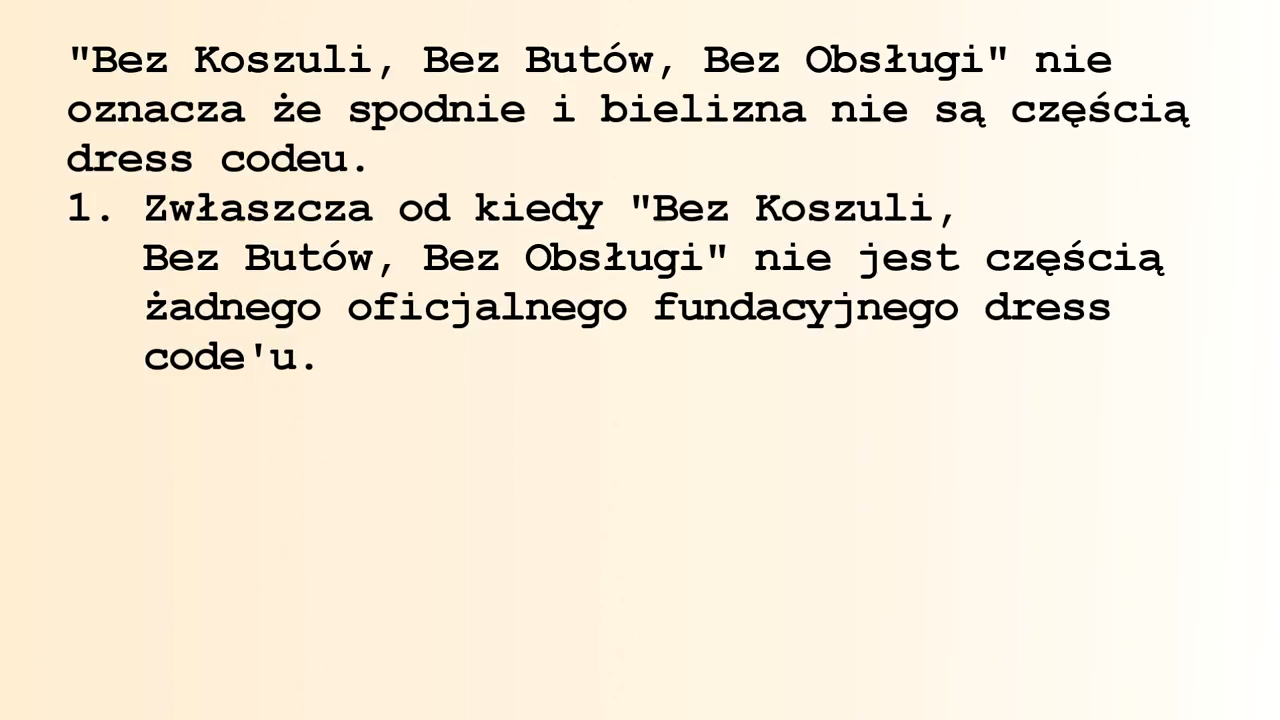 "Bez Koszuli, Bez Butów, Bez Obsługi" nie
oznacza że spodnie i bielizna nie są częścią
dress codeu.
1. Zwłaszcza od kiedy "Bez Koszuli,
Bez Butów, Bez Obsługi" nie jest częścią
żadnego oficjalnego fundacyjnego dress
code'u.